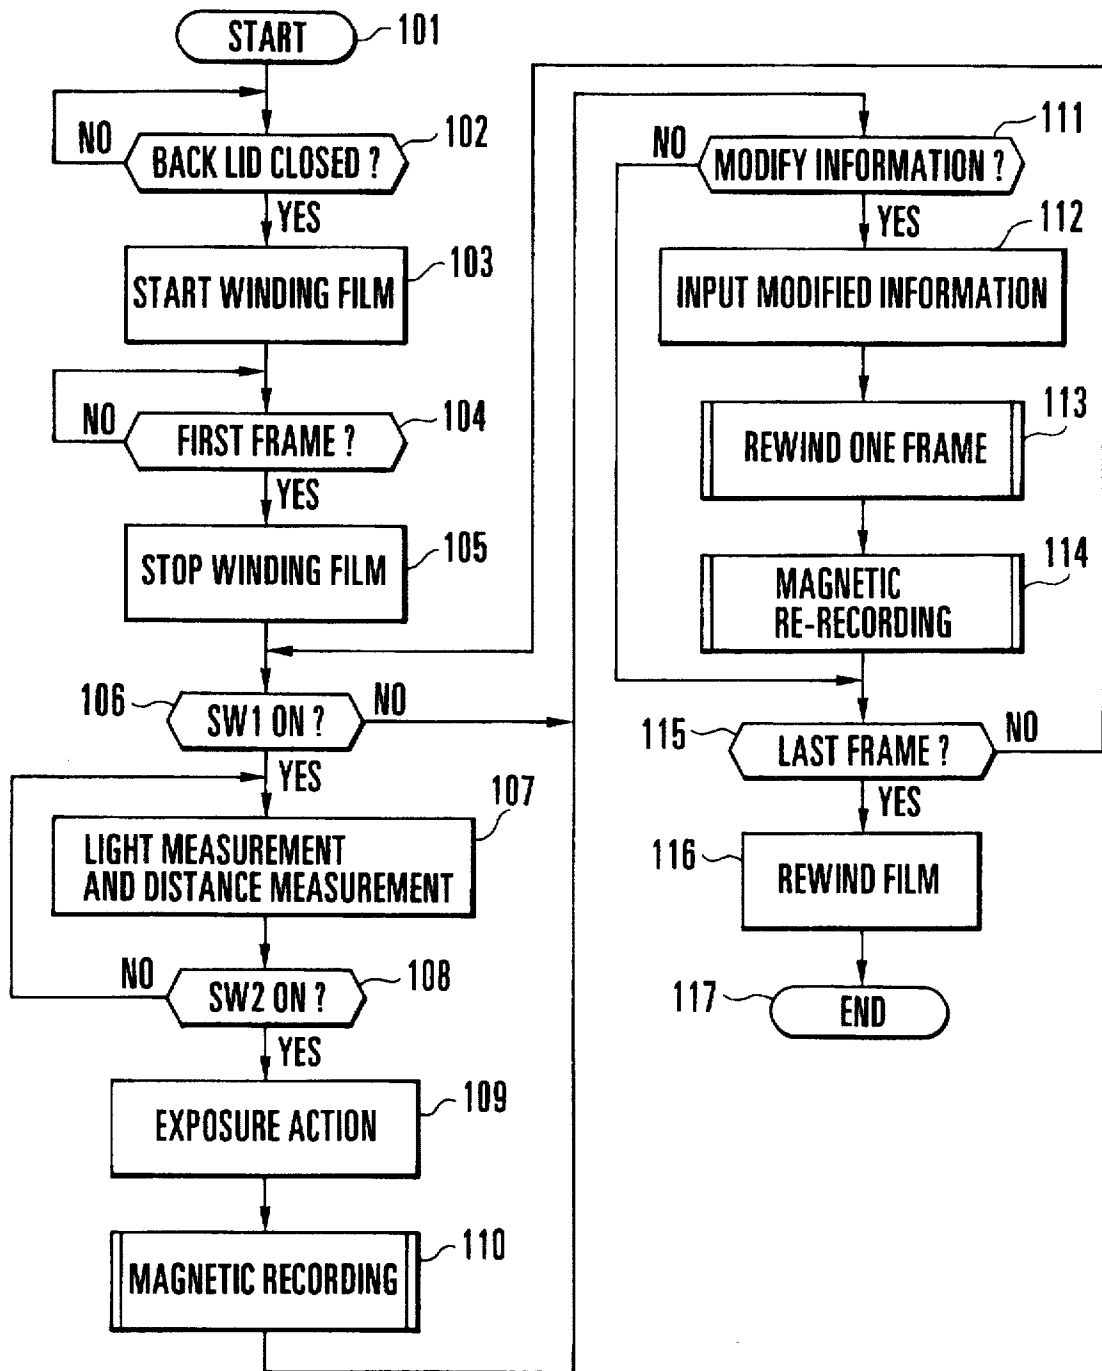 START
101
NO
BACK LID CLOSED ?
102
YES
START WINDING FILM
103
NO
FIRST FRAME ?
104
YES
STOP WINDING FILM
105
106
SW1 ON ?
NO
YES
107
LIGHT MEASUREMENT
AND DISTANCE MEASUREMENT
NO
SW2 ON ?
108
YES
EXPOSURE ACTION
109
MAGNETIC RECORDING
110
111
NO
MODIFY INFORMATION ?
YES
112
INPUT MODIFIED INFORMATION
113
REWIND ONE FRAME
114
MAGNETIC
RE-RECORDING
115
LAST FRAME ?
NO
YES
116
REWIND FILM
117
END